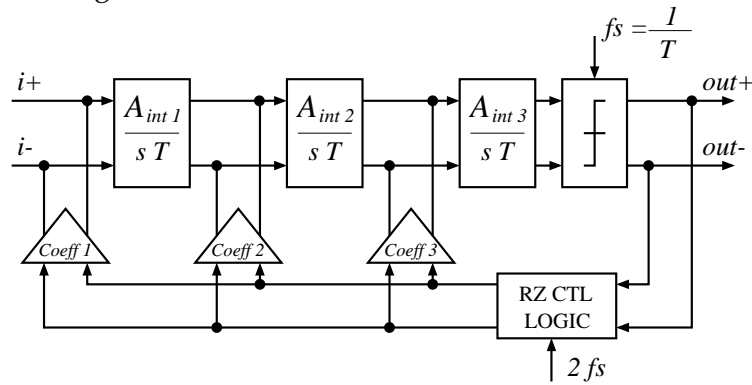 fs = 1
T
i+
i-
A int 1
s T
A int 2
s T
A int 3
s T
out+
out-
Coeff 1
Coeff 2
Coeff 3
RZ CTL
LOGIC
2 fs